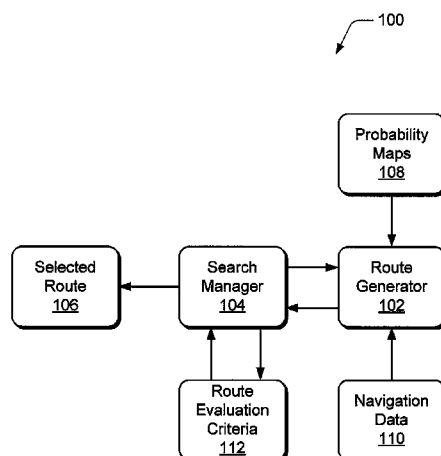 100
Probability
Maps
108
Selected
Route
106
Search
Manager
104
Route
Generator
102
Route
Evaluation
Criteria
112
Navigation
Data
110